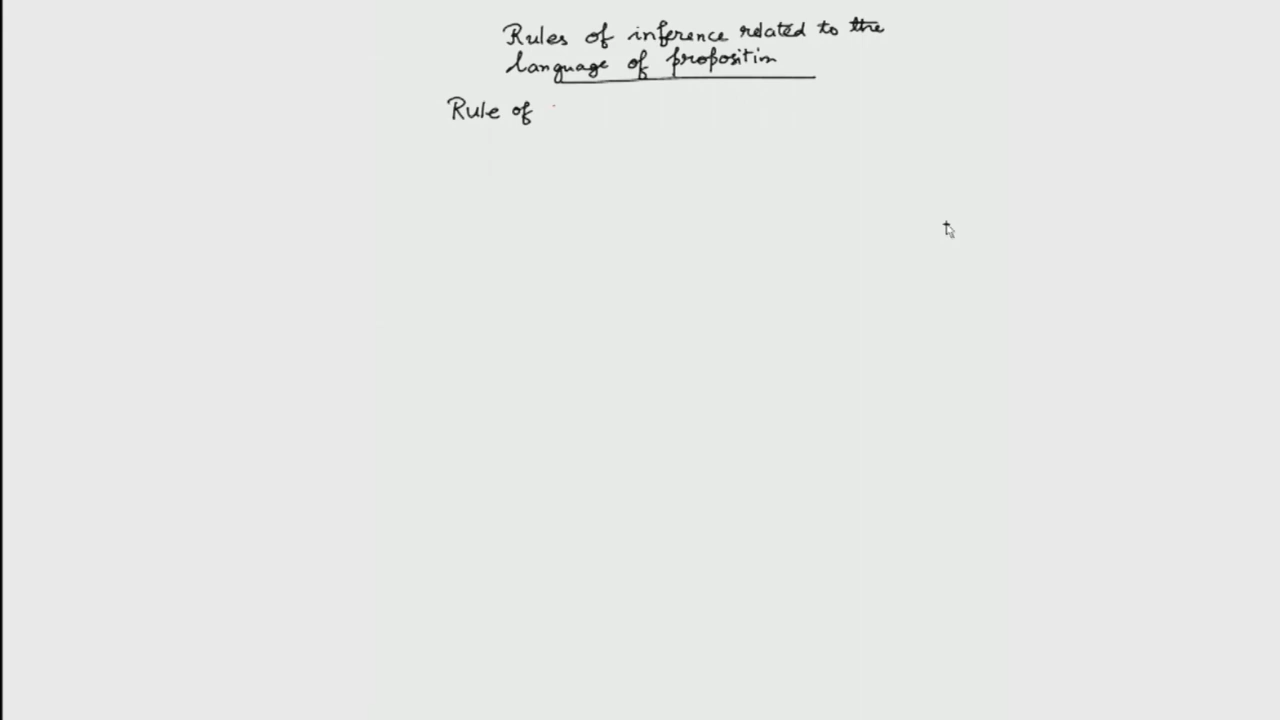 Rules of inference related to the
language of propositin
Rule of